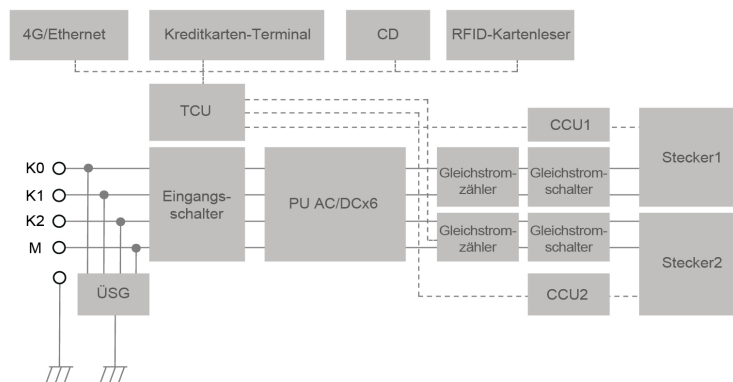 4G/Ethernet
Kreditkarten-Terminal
CD
RFID-Kartenleser
TCU
CCU1
Stecker1
K0
K1
K2
M
Eingangs-
schalter
PU AC/DCx6
Gleichstrom-
zähler
Gleichstrom-
schalter
Gleichstrom-
zähler
Gleichstrom-
schalter
Stecker2
ÜSG
CCU2